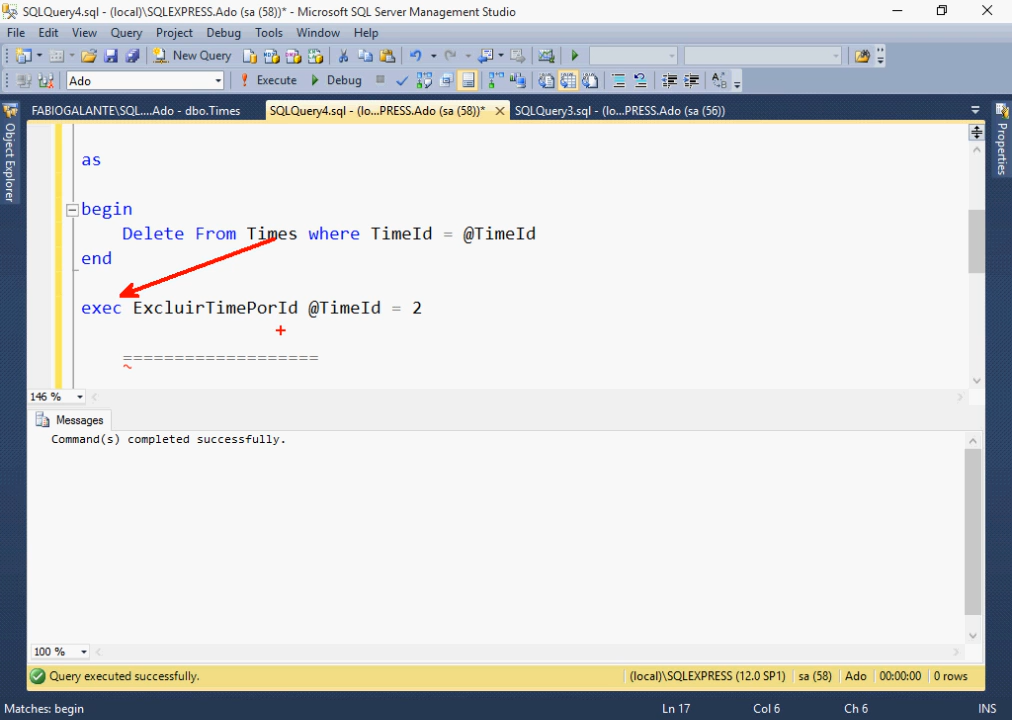 SQLQuery4.sql - (local)\SQLEXPRESS.Ado (sa (58))* - Microsoft SQL Server Management Studio
File Edit View Query Project Debug Tools Window Help
New Query
Ado Execute Debug
FABIOGALANTE\SQL....Ado - dbo.Times SQLQuery4.sql - (lo...PRESS.Ado (sa (58))* SQLQuery3.sql - (lo...PRESS.Ado (sa (56))
Object Explorer
Properties
as
begin
Delete From Times where TimeId = @TimeId
end
exec ExcluirTimePorId @TimeId = 2
===================
146 %
Messages
Command(s) completed successfully.
100 %
Query executed successfully. (local)\SQLEXPRESS (12.0 SP1) sa (58) Ado 00:00:00 0 rows
Matches: begin Ln 17 Col 6 Ch 6 INS